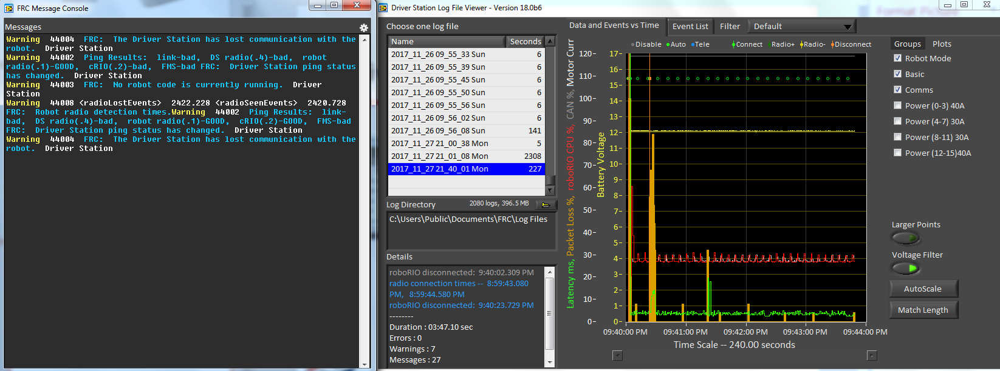 FRC Message Console
Messages
Warning 44004 FRC: The Driver Station has lost communication with the
robot. Driver Station
Warning 44002 Ping Results: link-bad, DS radio(.4)-bad, robot
radio(.1)-GOOD, cRIO(.2)-bad, FMS-bad FRC: Driver Station ping status
has changed. Driver Station
Warning 44003 FRC: No robot code is currently running. Driver
Station
Warning 44008 <radioLostEvents> 2422.228 <radioSeenEvents> 2420.728
FRC: Robot radio detection times.Warning 44002 Ping Results: link-
bad, DS radio(.4)-bad, robot radio(.1)-GOOD, cRIO(.2)-GOOD, FMS-bad
FRC: Driver Station ping status has changed. Driver Station
Warning 44004 FRC: The Driver Station has lost communication with the
robot. Driver Station
Driver Station Log File Viewer - Version 18.0b6
Choose one log file
Name Seconds
2017_11_26 09_55_33 Sun 6
2017_11_26 09_55_39 Sun 6
2017_11_26 09_55_45 Sun 6
2017_11_26 09_55_50 Sun 6
2017_11_26 09_55_56 Sun 6
2017_11_26 09_56_02 Sun 6
2017_11_26 09_56_08 Sun 141
2017_11_27 21_00_38 Mon 5
2017_11_27 21_01_08 Mon 2308
2017_11_27 21_40_01 Mon 227
Log Directory 2080 logs, 396.5 MB
C:\Users\Public\Documents\FRC\Log Files
Details
roboRIO disconnected: 9:40:02.309 PM
radio connection times -- 8:59:43.080
PM, 8:59:44.580 PM
roboRIO disconnected: 9:40:23.729 PM
--------
Duration : 03:47.10 sec
Errors : 0
Warnings : 7
Messages : 27
Data and Events vs Time Event List Filter Default
Disable Auto Tele Connect Radio+ Radio- Disconnect
Latency ms, Packet Loss %, roboRIO CPU %, CAN %, Motor Curr
120-
110-
100-
90-
80-
70-
60-
50-
40-
30-
20-
10-
0-
Battery Voltage
17-
16-
15-
14-
13-
12-
11-
10-
9-
8-
7-
6-
5-
4-
3-
2-
1-
0-
09:40:00 PM 09:41:00 PM 09:42:00 PM 09:43:00 PM 09:44:00 PM
Time Scale -- 240.00 seconds
Format Picture
Groups Plots
Robot Mode
Basic
Comms
Power (0-3) 40A
Power (4-7) 30A
Power (8-11) 30A
Power (12-15)40A
Larger Points
Voltage Filter
AutoScale
Match Length